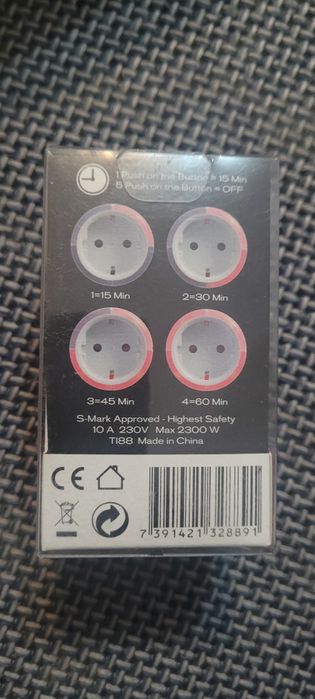 1 Push on the Button = 15 Min
5 Push on the Button = OFF
1=15 Min
2=30 Min
3=45 Min
4=60 Min
S-Mark Approved - Highest Safety
10 A 230V Max 2300 W
T188 Made in China
CE
7 391421 328891